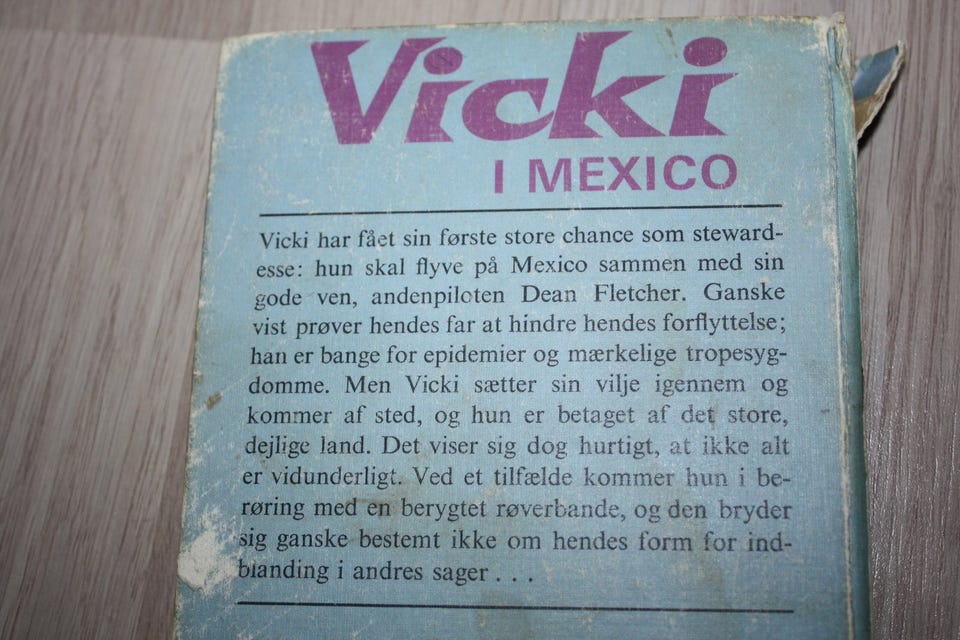 Vicki
I MEXICO
Vicki har fået sin første store chance som steward-
esse: hun skal flyve på Mexico sammen med sin
gode ven, andenpiloten Dean Fletcher. Ganske
vist prøver hendes far at hindre hendes forflyttelse;
han er bange for epidemier og mærkelige tropesyg-
domme. Men Vicki sætter sin vilje igennem og
kommer af sted, og hun er betaget af det store,
dejlige land. Det viser sig dog hurtigt, at ikke alt
er vidunderligt. Ved et tilfælde kommer hun i be-
røring med en berygtet røverbande, og den bryder
sig ganske bestemt ikke om hendes form for ind-
blanding i andres sager . . .